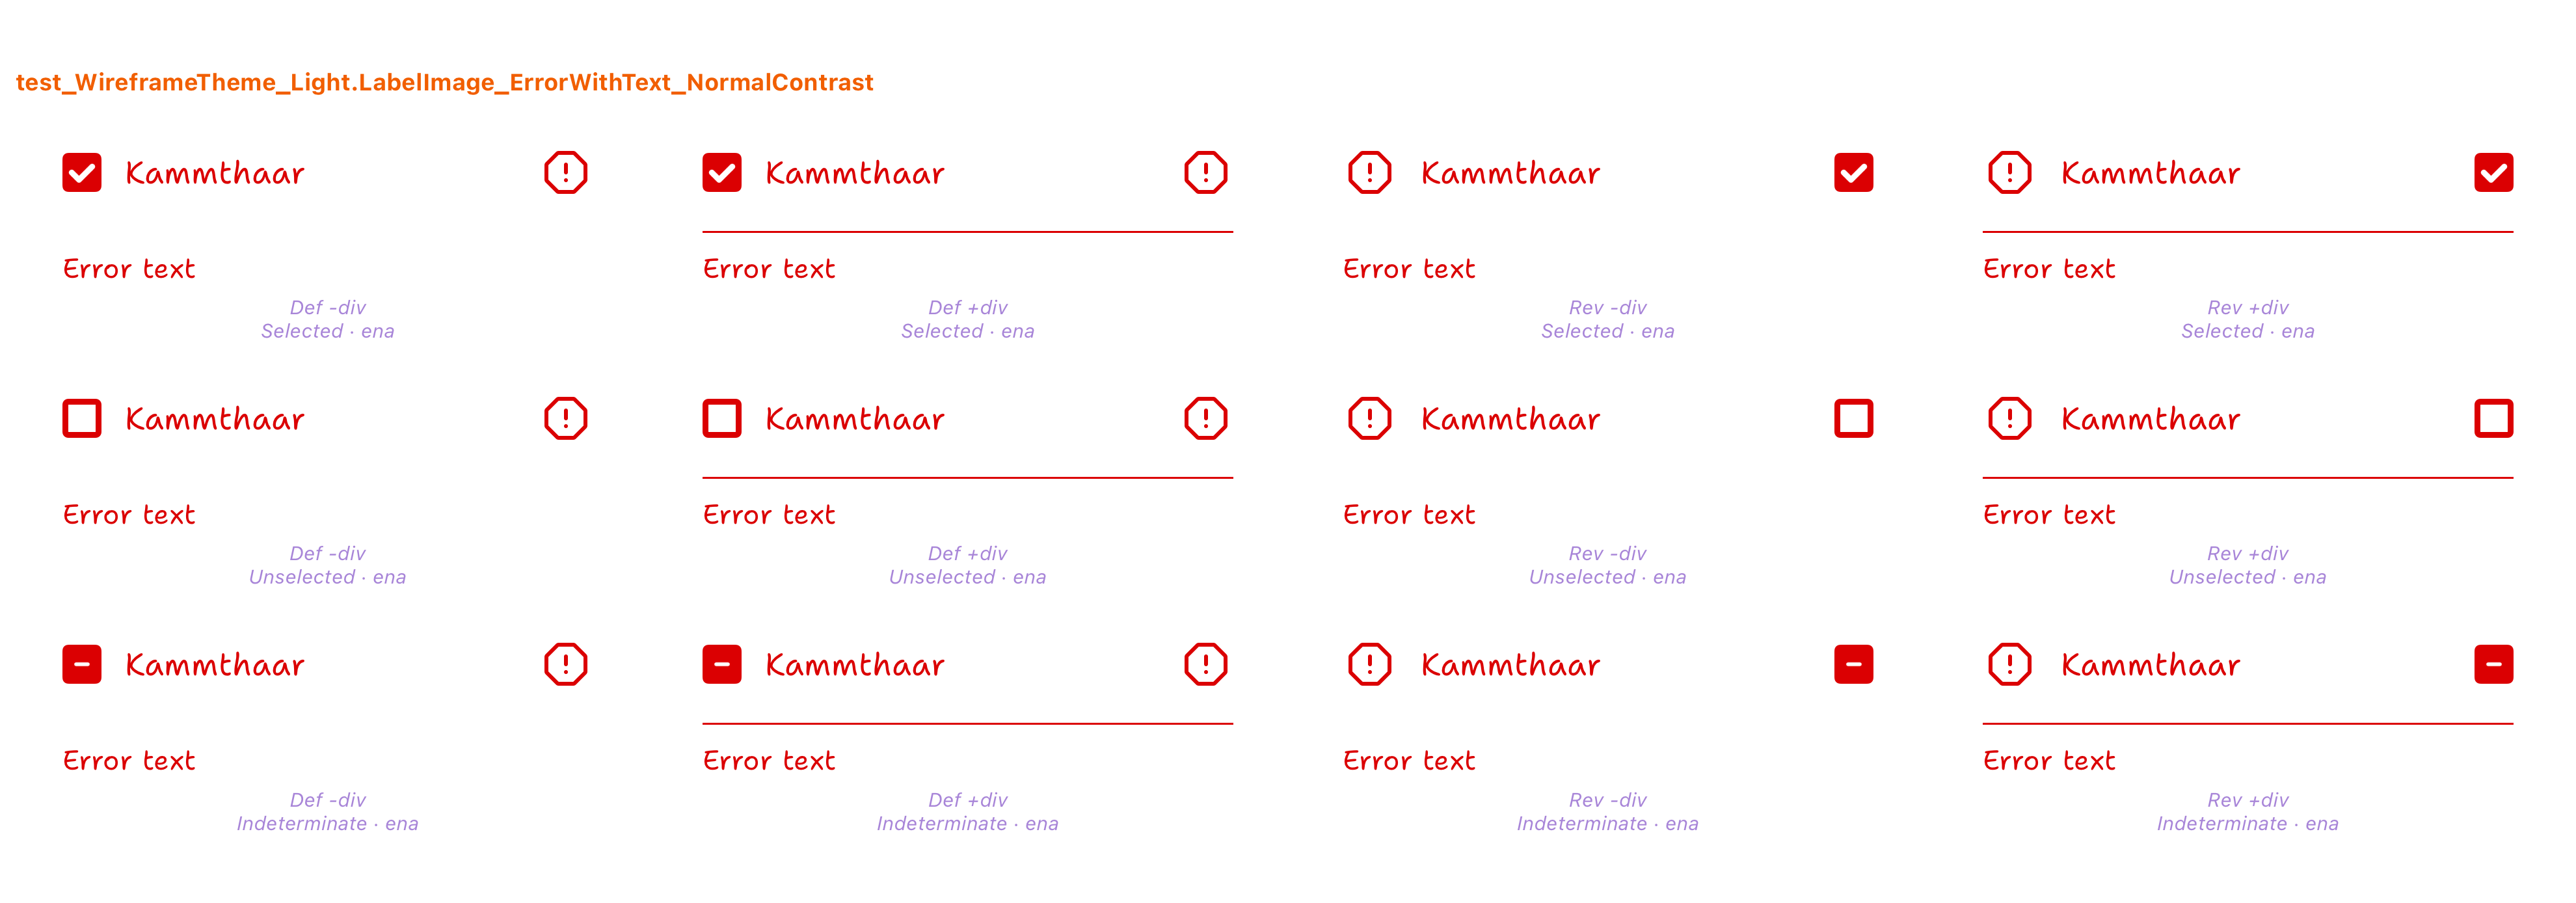 test_WireframeTheme_Light.LabelImage_ErrorWithText_NormalContrast
Kammthaar
Error text
Def -div
Selected · ena
Kammthaar
Error text
Def +div
Selected · ena
Kammthaar
Error text
Rev -div
Selected · ena
Kammthaar
Error text
Rev +div
Selected · ena
Kammthaar
Error text
Def -div
Unselected · ena
Kammthaar
Error text
Def +div
Unselected · ena
Kammthaar
Error text
Rev -div
Unselected · ena
Kammthaar
Error text
Rev +div
Unselected · ena
Kammthaar
Error text
Def -div
Indeterminate · ena
Kammthaar
Error text
Def +div
Indeterminate · ena
Kammthaar
Error text
Rev -div
Indeterminate · ena
Kammthaar
Error text
Rev +div
Indeterminate · ena